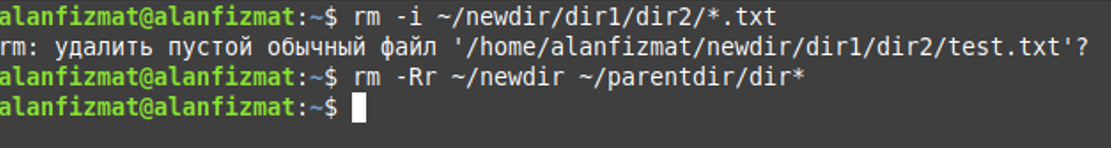 alanfizmat@alanfizmat:~$ rm -i ~/newdir/dir1/dir2/*.txt
rm: удалить пустой обычный файл '/home/alanfizmat/newdir/dir1/dir2/test.txt'?
alanfizmat@alanfizmat:~$ rm -Rr ~/newdir ~/parentdir/dir*
alanfizmat@alanfizmat:~$